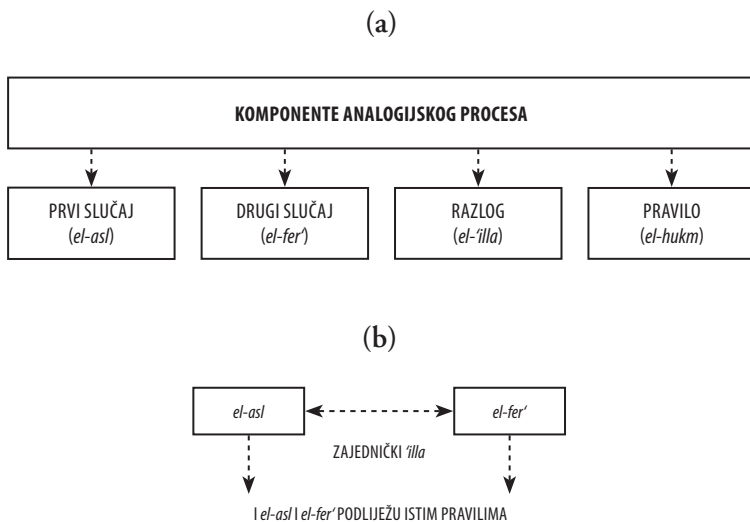 (a)
KOMPONENTE ANALOGIJSKOG PROCESA
PRVI SLUČAJ
(el-asl)
DRUGI SLUČAJ
(el-fer‘)
RAZLOG
(el-‘illa)
PRAVILO
(el-hukm)
(b)
el-asl
el-fer‘
ZAJEDNIČKI ‘illa
I el-asl I el-fer‘ PODLIJEŽU ISTIM PRAVILIMA